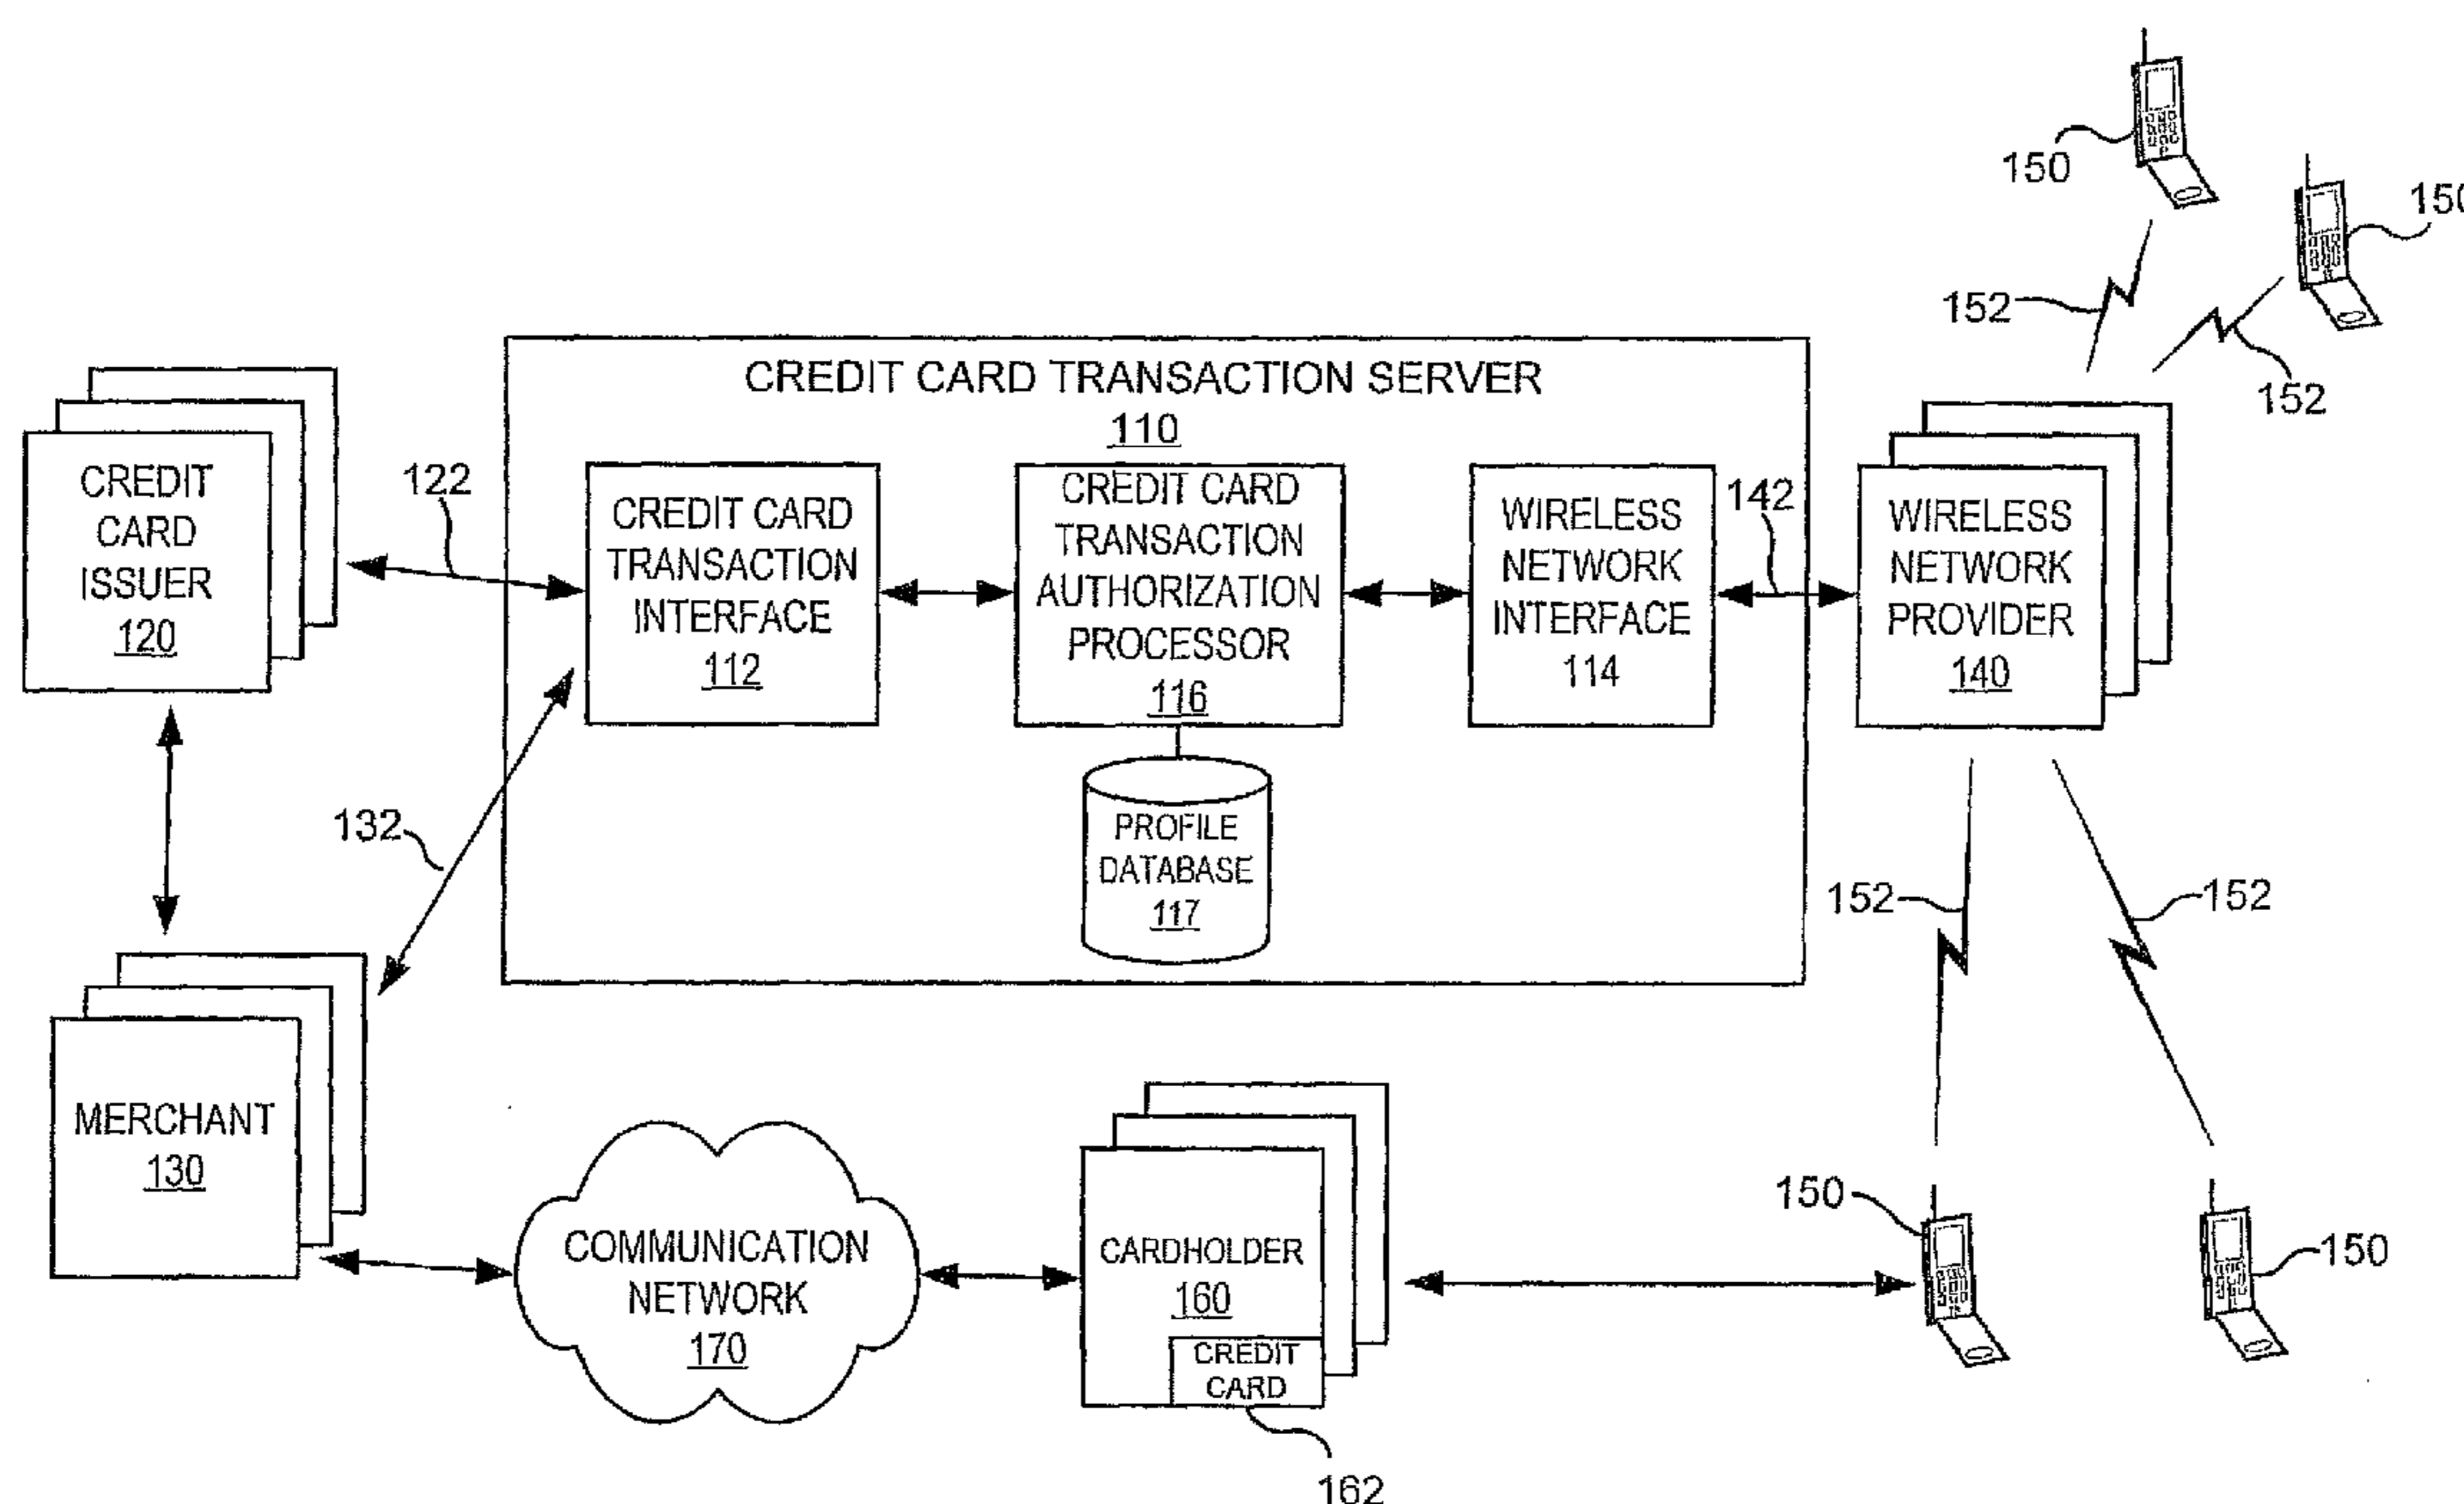 150
150
152
152
CREDIT CARD TRANSACTION SERVER
110
CREDIT
CARD
ISSUER
120
122
CREDIT CARD
TRANSACTION
INTERFACE
112
CREDIT CARD
TRANSACTION
AUTHORIZATION
PROCESSOR
116
WIRELESS
NETWORK
INTERFACE
114
142
WIRELESS
NETWORK
PROVIDER
140
132
PROFILE
DATABASE
117
152
152
MERCHANT
130
COMMUNICATION
NETWORK
170
CARDHOLDER
160
CREDIT
CARD
162
150
150